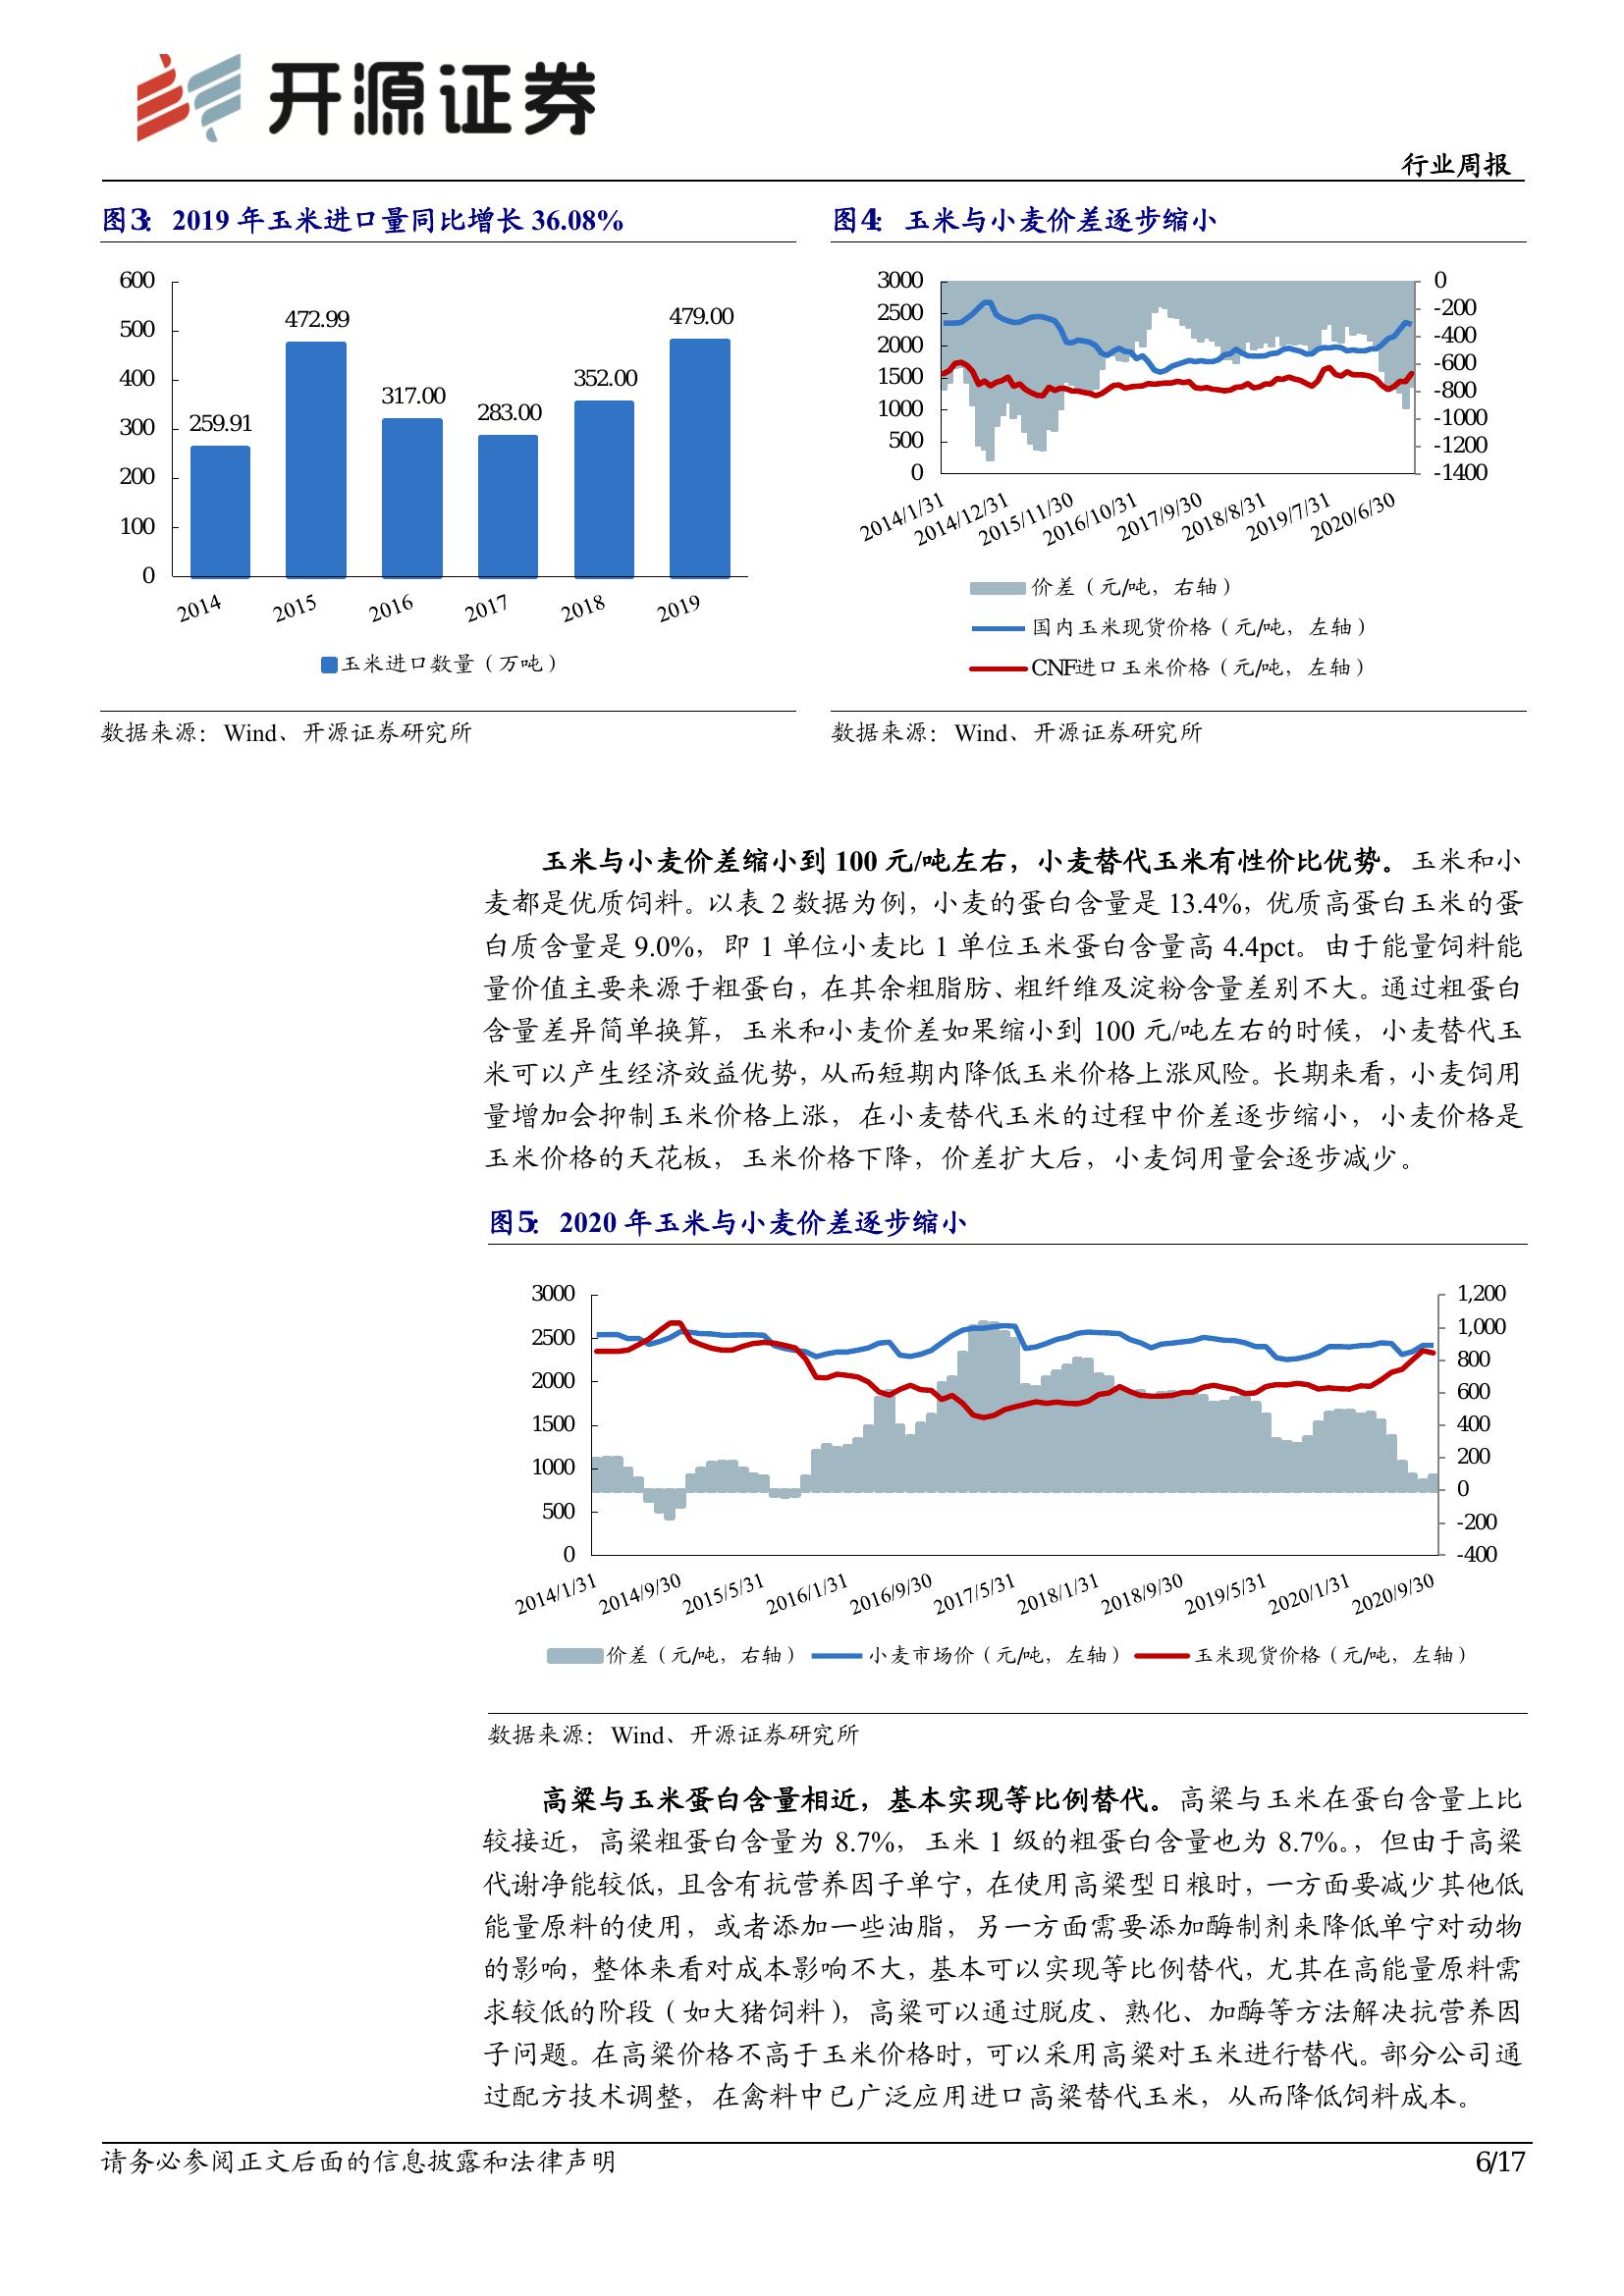 开源证券
行业周报
图3： 2019 年玉米进口量同比增长 36.08%
600
500
400
300
200
100
0
259.91
472.99
317.00
283.00
352.00
479.00
2014
2015
2016
2017
2018
2019
玉米进口数量（万吨）
数据来源：Wind、开源证券研究所
图4： 玉米与小麦价差逐步缩小
3000
2500
2000
1500
1000
500
0
0
-200
-400
-600
-800
-1000
-1200
-1400
2014/1/31
2014/12/31
2015/11/30
2016/10/31
2017/9/30
2018/8/31
2019/7/31
2020/6/30
价差（元/吨，右轴）
国内玉米现货价格（元/吨，左轴）
CNF进口玉米价格（元/吨，左轴）
数据来源：Wind、开源证券研究所
玉米与小麦价差缩小到 100 元/吨左右，小麦替代玉米有性价比优势。玉米和小
麦都是优质饲料。以表 2 数据为例，小麦的蛋白含量是 13.4%，优质高蛋白玉米的蛋
白质含量是 9.0%，即 1 单位小麦比 1 单位玉米蛋白含量高 4.4pct。由于能量饲料能
量价值主要来源于粗蛋白，在其余粗脂肪、粗纤维及淀粉含量差别不大。通过粗蛋白
含量差异简单换算，玉米和小麦价差如果缩小到 100 元/吨左右的时候，小麦替代玉
米可以产生经济效益优势，从而短期内降低玉米价格上涨风险。长期来看，小麦饲用
量增加会抑制玉米价格上涨，在小麦替代玉米的过程中价差逐步缩小，小麦价格是
玉米价格的天花板，玉米价格下降，价差扩大后，小麦饲用量会逐步减少。
图5： 2020 年玉米与小麦价差逐步缩小
3000
2500
2000
1500
1000
500
0
1,200
1,000
800
600
400
200
0
-200
-400
2014/1/31
2014/9/30
2015/5/31
2016/1/31
2016/9/30
2017/5/31
2018/1/31
2018/9/30
2019/5/31
2020/1/31
2020/9/30
价差（元/吨，右轴） 小麦市场价（元/吨，左轴） 玉米现货价格（元/吨，左轴）
数据来源：Wind、开源证券研究所
高粱与玉米蛋白含量相近，基本实现等比例替代。高粱与玉米在蛋白含量上比
较接近，高粱粗蛋白含量为 8.7%，玉米 1 级的粗蛋白含量也为 8.7%。，但由于高粱
代谢净能较低，且含有抗营养因子单宁，在使用高粱型日粮时，一方面要减少其他低
能量原料的使用，或者添加一些油脂，另一方面需要添加酶制剂来降低单宁对动物
的影响，整体来看对成本影响不大，基本可以实现等比例替代，尤其在高能量原料需
求较低的阶段（如大猪饲料），高粱可以通过脱皮、熟化、加酶等方法解决抗营养因
子问题。在高粱价格不高于玉米价格时，可以采用高粱对玉米进行替代。部分公司通
过配方技术调整，在禽料中已广泛应用进口高粱替代玉米，从而降低饲料成本。
请务必参阅正文后面的信息披露和法律声明
6/17